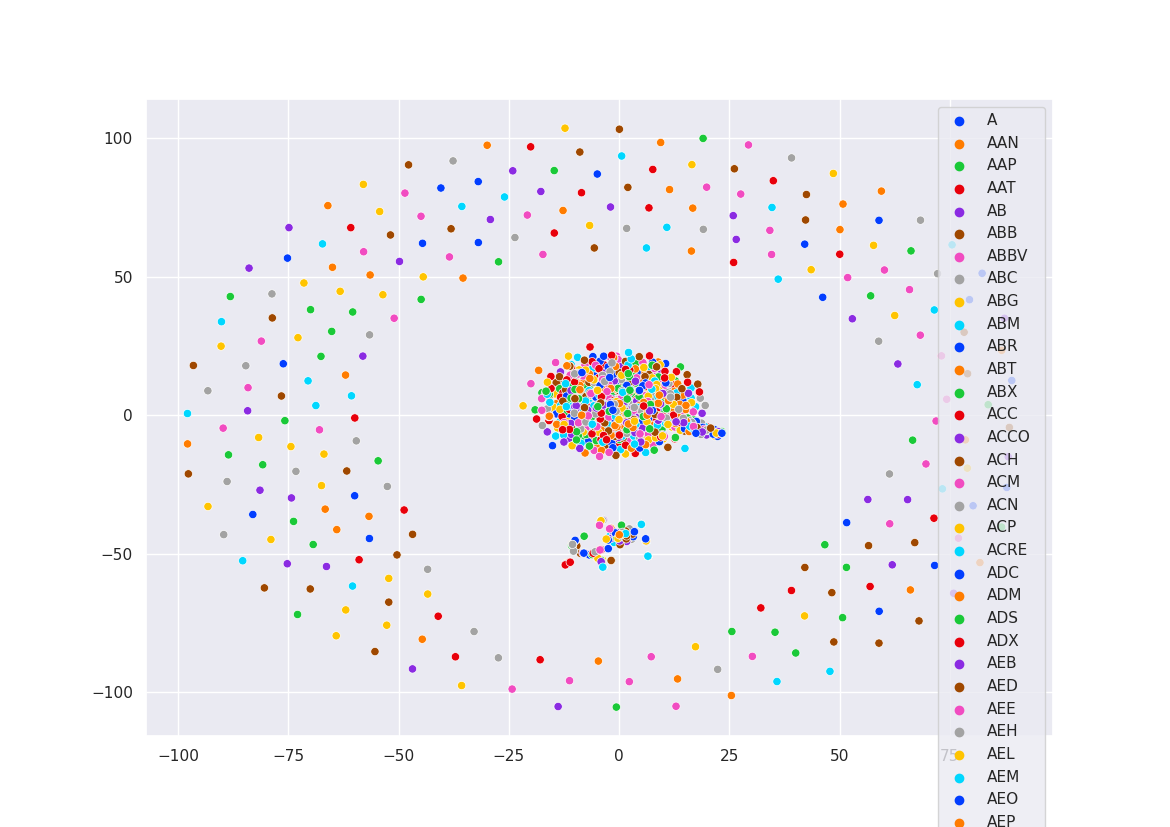 100
50
0
−50
−100
−100
−75
−50
−25
0
25
50
75
A
AAN
AAP
AAT
AB
ABB
ABBV
ABC
ABG
ABM
ABR
ABT
ABX
ACC
ACCO
ACH
ACM
ACN
ACP
ACRE
ADC
ADM
ADS
ADX
AEB
AED
AEE
AEH
AEL
AEM
AEO
AEP